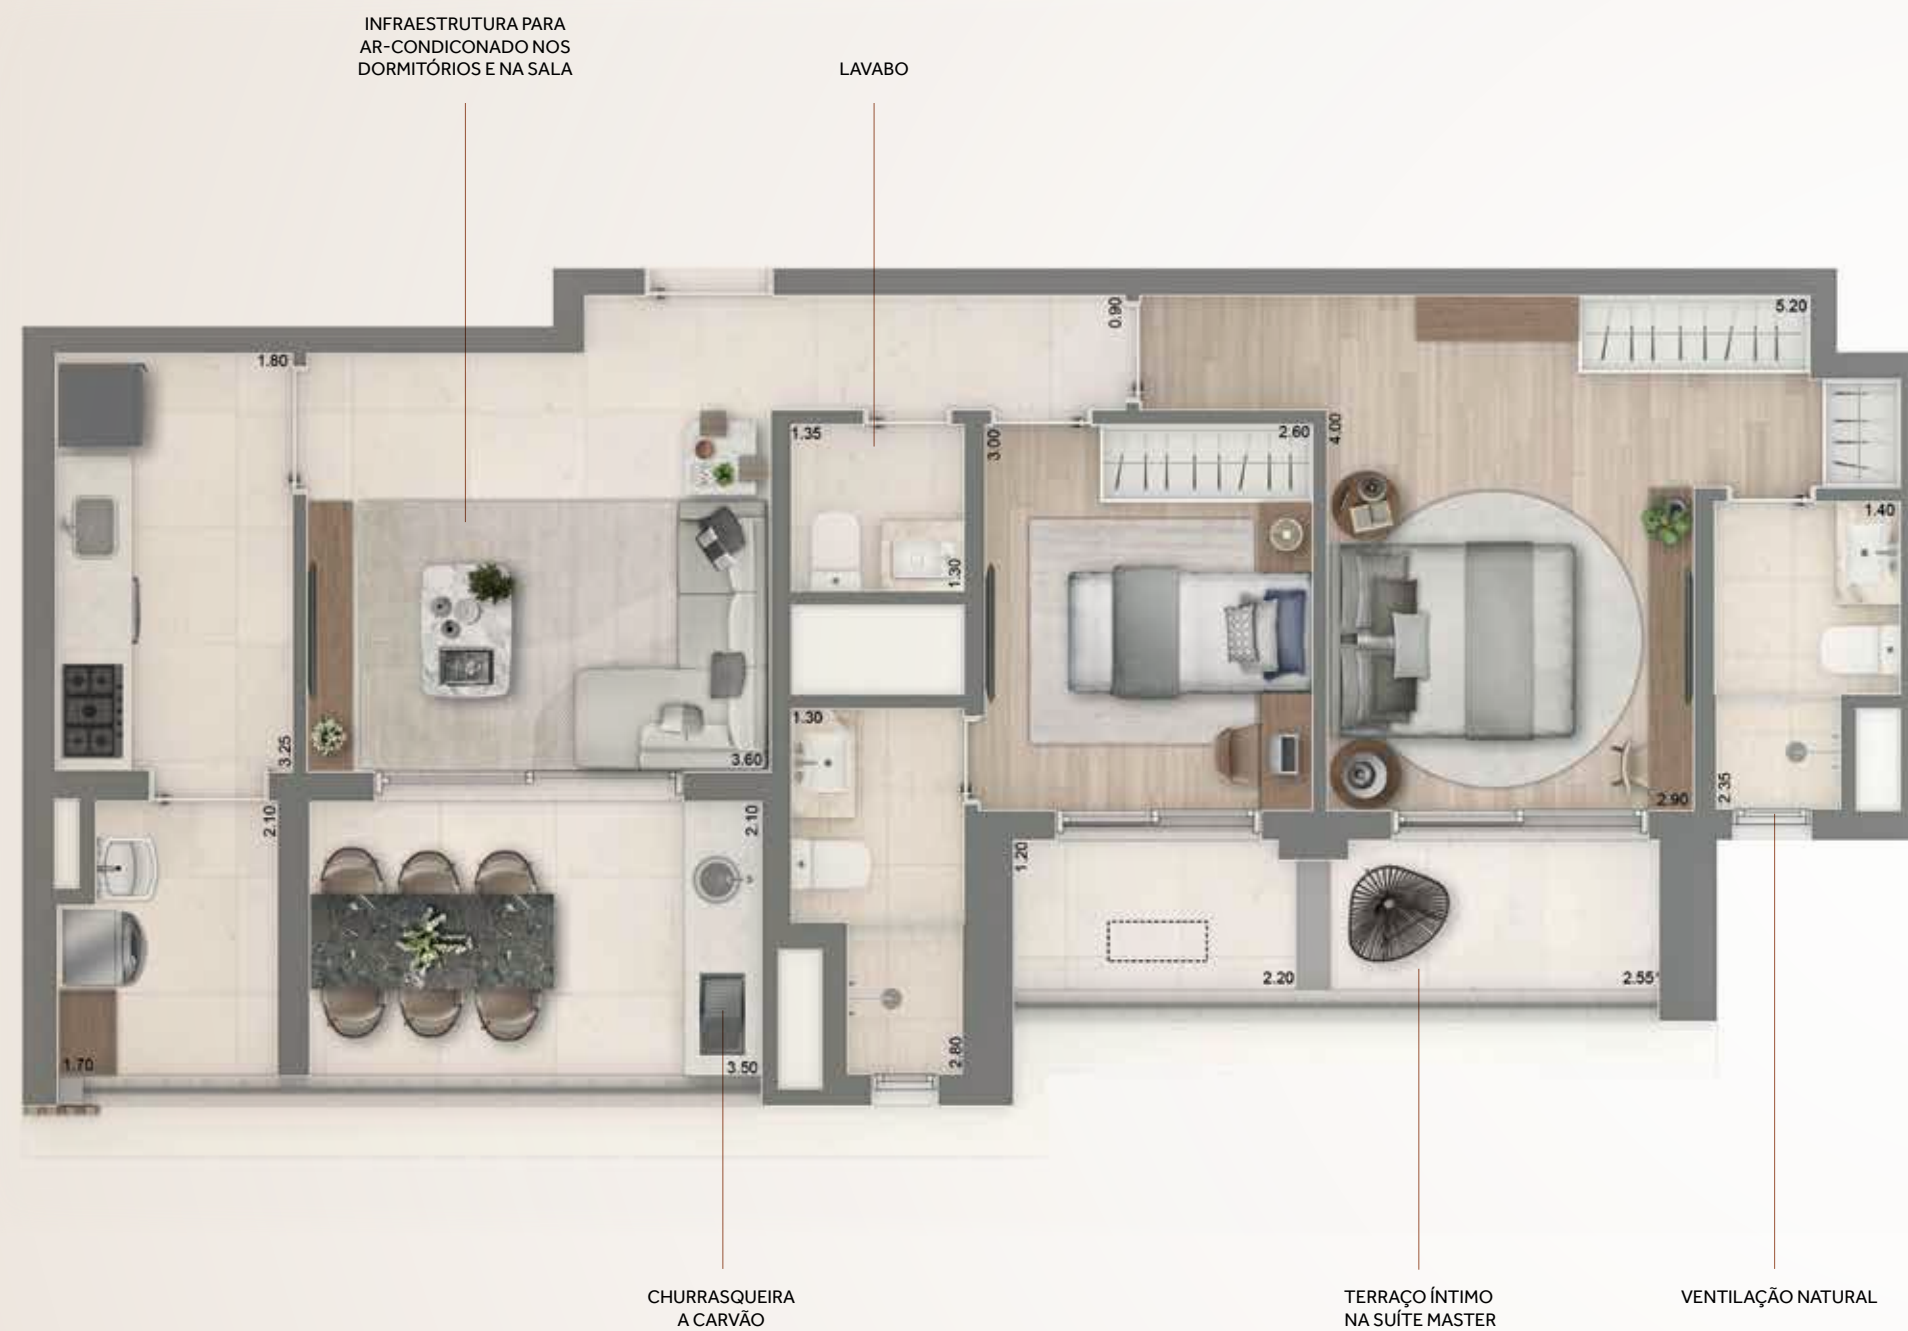 INFRAESTRUTURA PARA
AR-CONDICONADO NOS
DORMITÓRIOS E NA SALA
LAVABO
0.90
5.20
1.80
1.35
3.00
2.60
4.00
1.40
1.30
1.30
3.25
3.60
2.10
2.10
2.90
2.35
1.20
2.20
2.55
1.70
3.50
2.80
CHURRASQUEIRA
A CARVÃO
TERRAÇO ÍNTIMO
NA SUÍTE MASTER
VENTILAÇÃO NATURAL